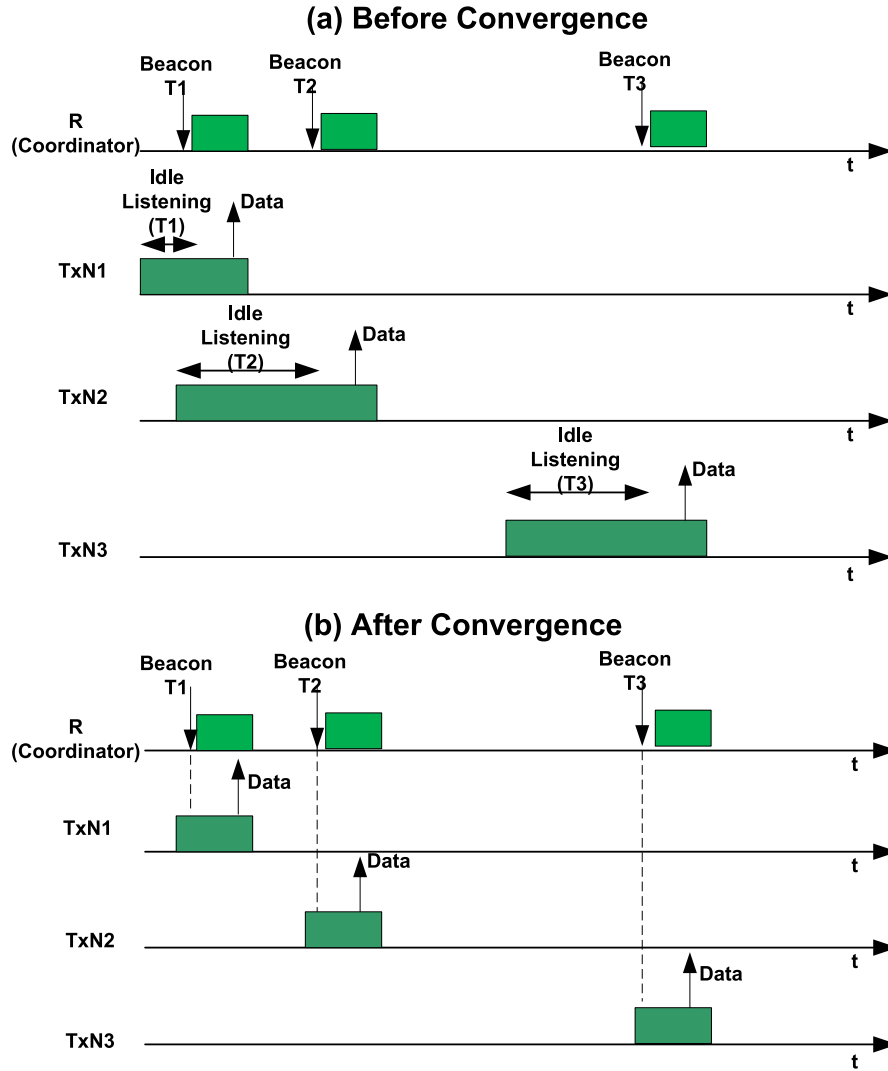 (a) Before Convergence
Beacon
T1
Beacon
T2
Beacon
T3
R
(Coordinator)
t
Idle
Listening
(T1)
Data
TxN1
t
Idle
Listening
(T2)
Data
TxN2
t
Idle
Listening
(T3)
Data
TxN3
t
(b) After Convergence
Beacon
T1
Beacon
T2
Beacon
T3
R
(Coordinator)
t
Data
TxN1
t
Data
TxN2
t
Data
TxN3
t